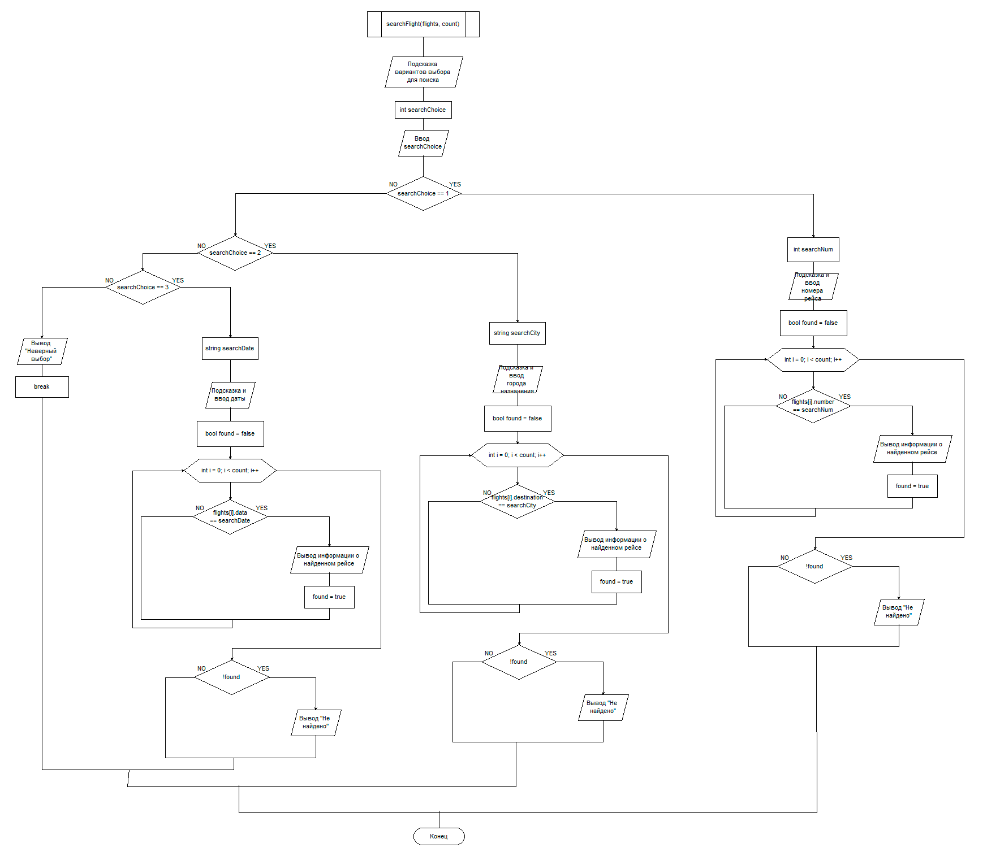 searchFlight(flights, count)
Подсказка
вариантов выбора
для поиска
int searchChoice
Ввод
searchChoice
NO
YES
searchChoice == 1
NO
YES
searchChoice == 2
NO
YES
searchChoice == 3
Вывод
"Неверный
выбор"
break
string searchDate
Подсказка и
ввод даты
bool found = false
int i = 0; i < count; i++
NO
YES
flights[i].data
== searchDate
Вывод информации о
найденном рейсе
found = true
NO
YES
!found
Вывод "Не
найдено"
string searchCity
Подсказка и
ввод
города
назначения
bool found = false
int i = 0; i < count; i++
NO
YES
flights[i].destination
== searchCity
Вывод информации о
найденном рейсе
found = true
NO
YES
!found
Вывод "Не
найдено"
int searchNum
Подсказка и
ввод
номера
рейса
bool found = false
int i = 0; i < count; i++
NO
YES
flights[i].number
== searchNum
Вывод информации о
найденном рейсе
found = true
NO
YES
!found
Вывод "Не
найдено"
Конец